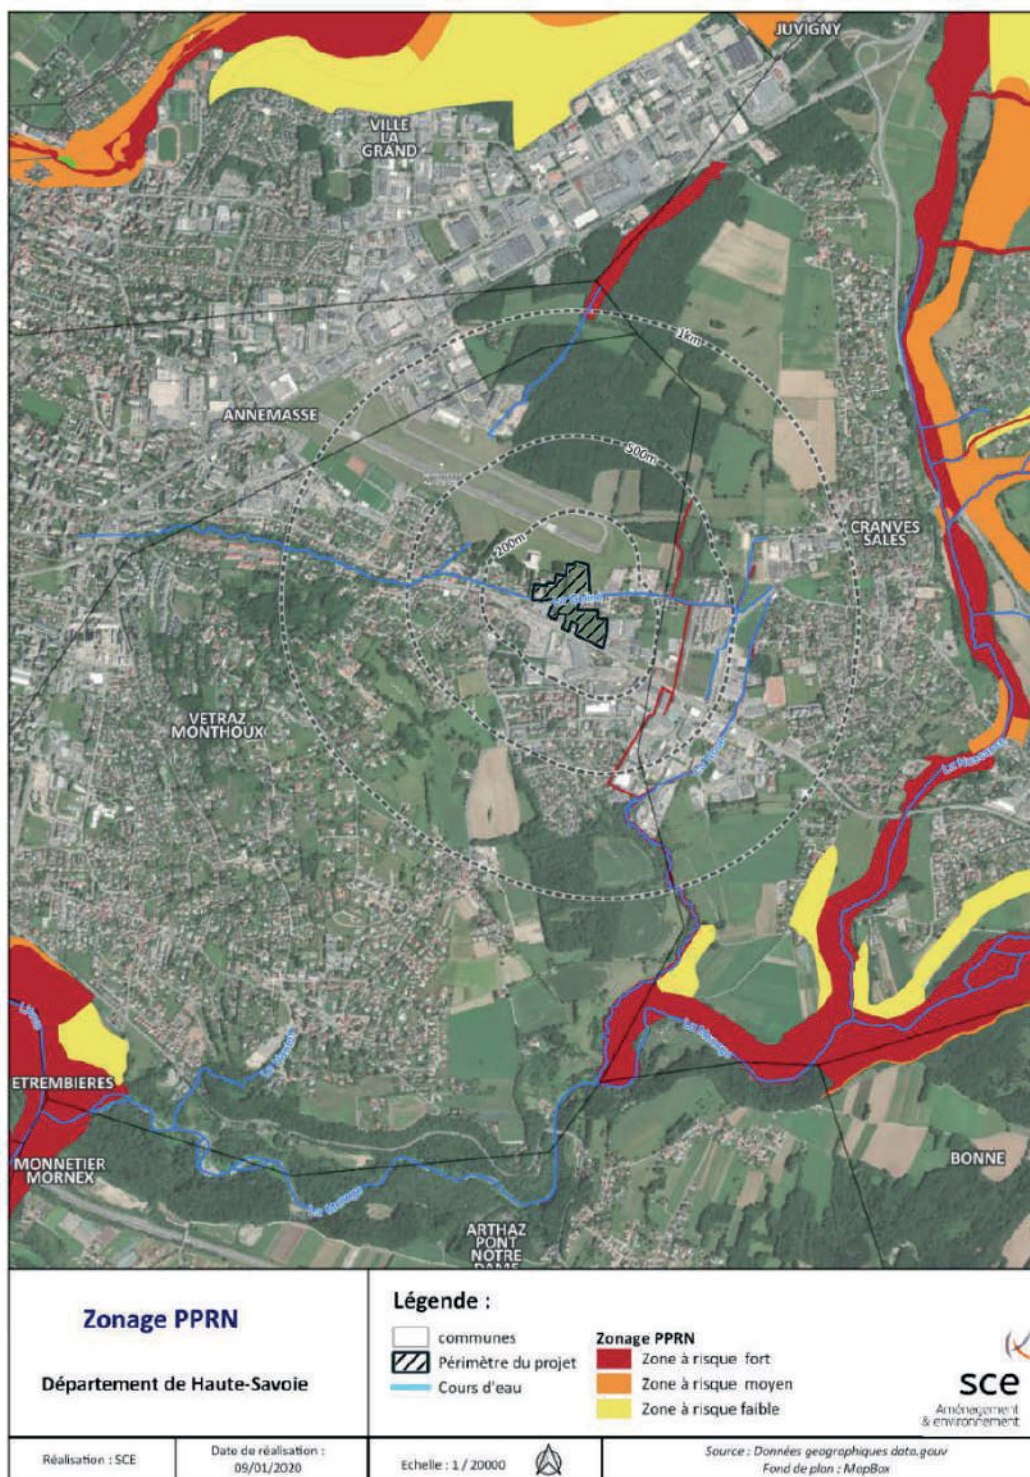 JUVIGNY
VILLE
LA
GRAND
1km
ANNEMASSE
500m
CRANVES
SALES
200m
VETRAZ
MONTHOUX
L'Arve
La Menoge
ETREMBIERES
MONNETIER
MORNEX
BONNE
La Menoge
ARTHAZ
PONT
NOTRE
DAME
Zonage PPRN
Département de Haute-Savoie
Légende :
communes
Périmètre du projet
Cours d'eau
Zonage PPRN
Zone à risque fort
Zone à risque moyen
Zone à risque faible
sce
Aménagement
& environnement
Réalisation : SCE
Date de réalisation :
09/01/2020
Echelle : 1 / 20000
Source : Données geographiques data.gouv
Fond de plan : MapBox